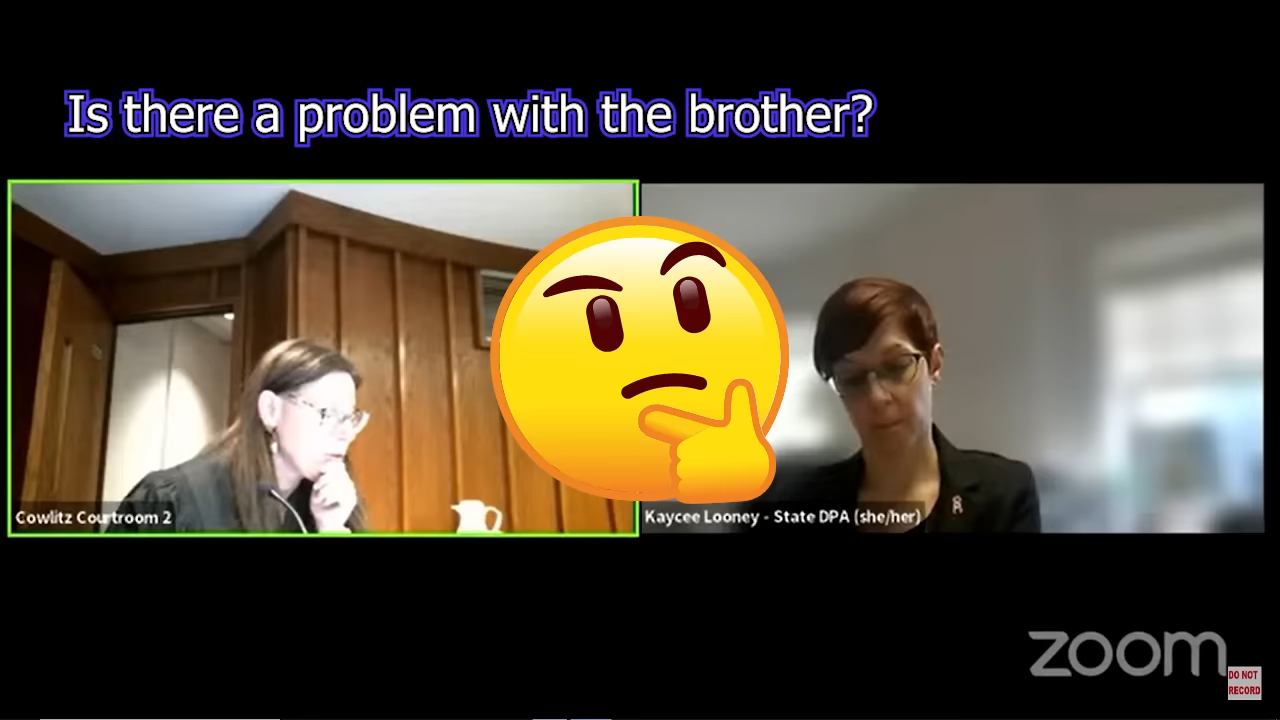 Is there a problem with the brother?
Cowlitz Courtroom 2
Kaycee Looney - State DPA (she/her)
zoom
DO NOT
RECORD